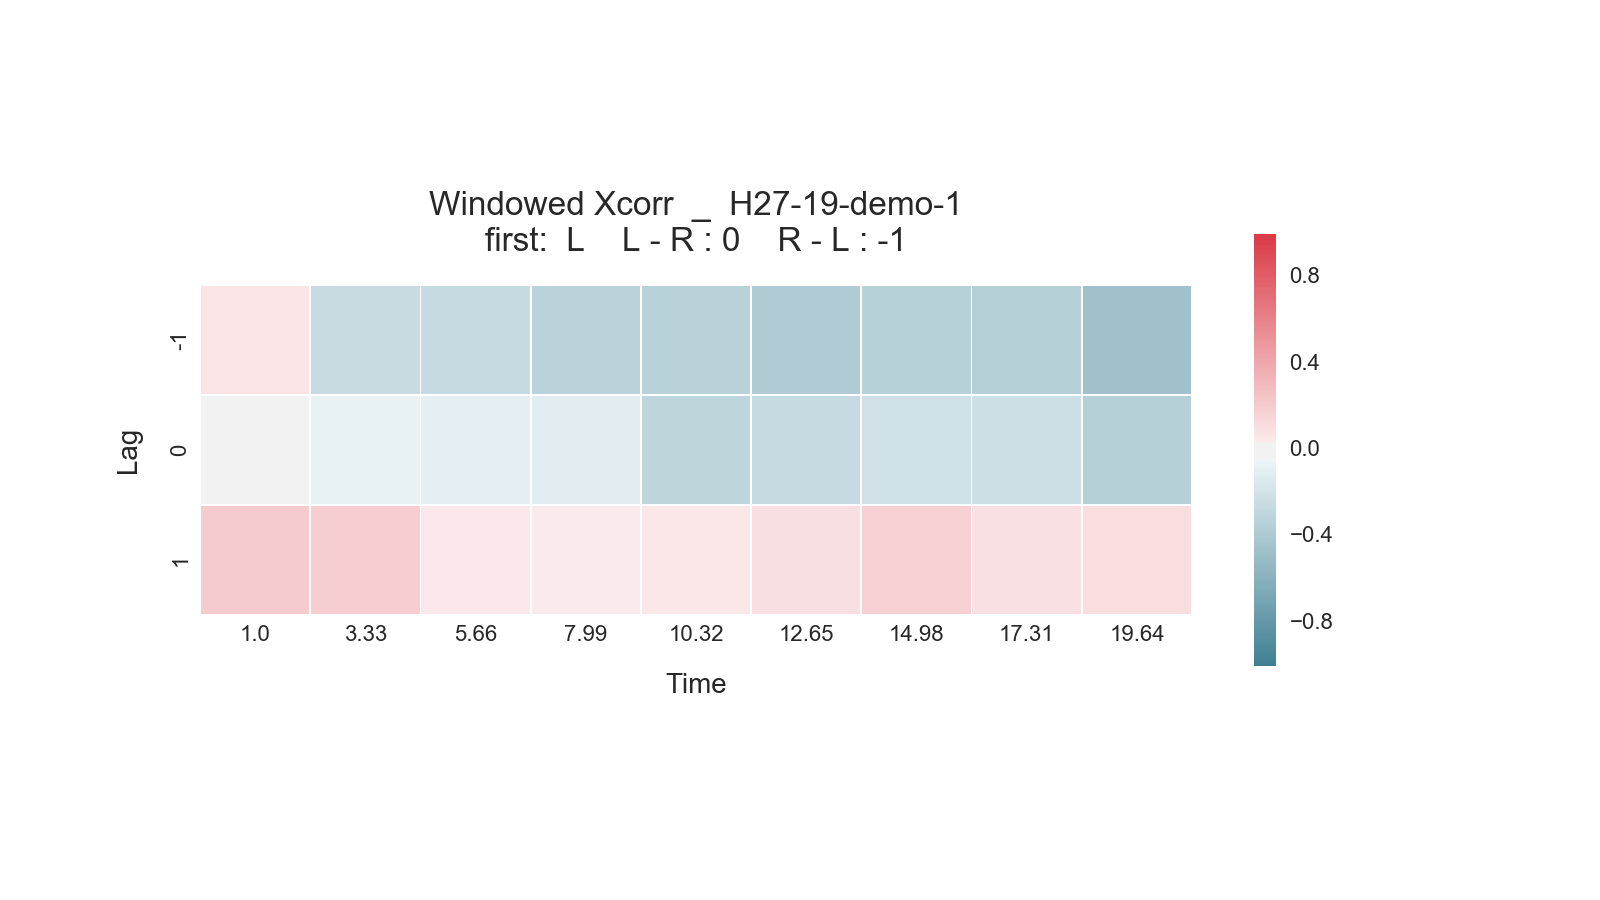 Windowed Xcorr _ H27-19-demo-1
first: L L - R : 0 R - L : -1
Lag
-1
0
1
1.0 3.33 5.66 7.99 10.32 12.65 14.98 17.31 19.64
Time
0.8
0.4
0.0
−0.4
−0.8